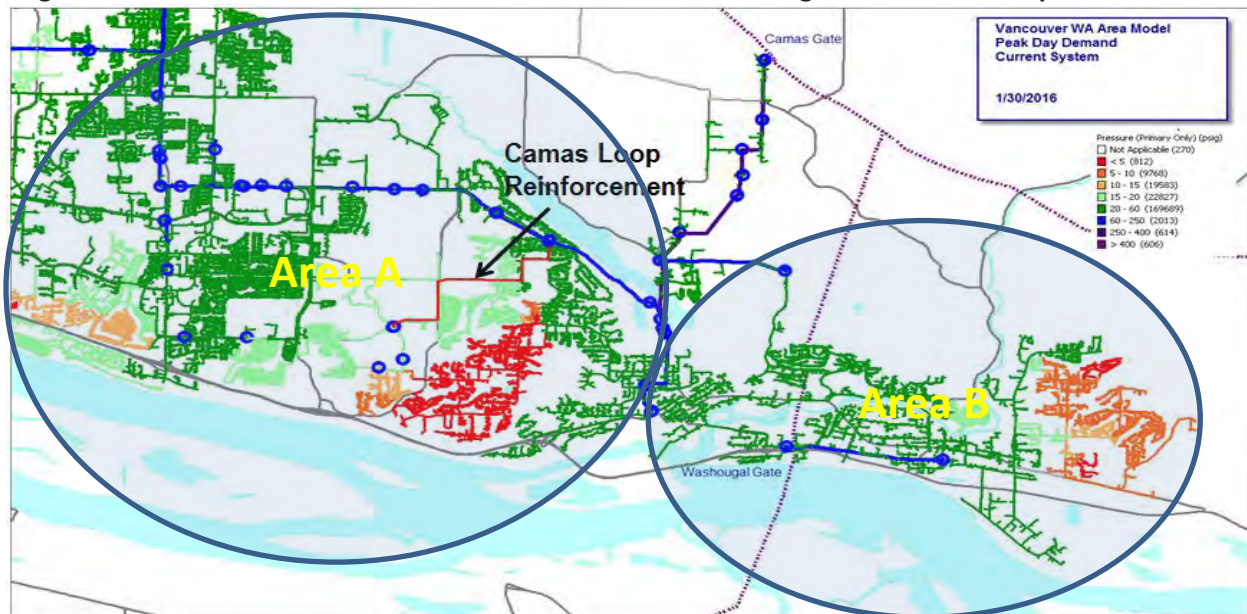 Vancouver WA Area Model
Peak Day Demand
Current System
1/30/2016
Camas Gate
Pressure (Primary Only) (psig)
Not Applicable (270)
< 5 (812)
5 - 10 (9768)
10 - 15 (19583)
15 - 20 (22827)
20 - 60 (169689)
60 - 250 (2013)
250 - 400 (614)
> 400 (606)
Camas Loop
Reinforcement
Area A
Area B
Washougal Gate